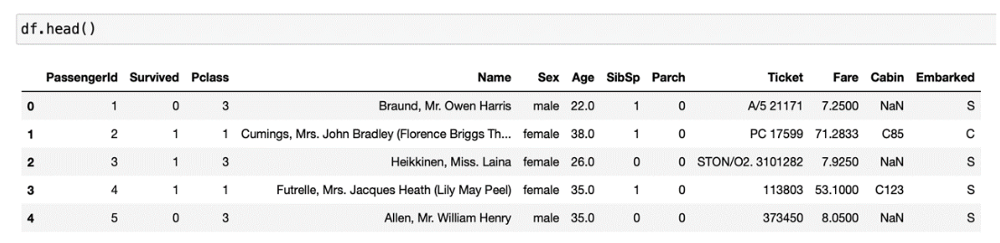 df.head()
PassengerId Survived Pclass Name Sex Age SibSp Parch Ticket Fare Cabin Embarked
0 1 0 3 Braund, Mr. Owen Harris male 22.0 1 0 A/5 21171 7.2500 NaN S
1 2 1 1 Cumings, Mrs. John Bradley (Florence Briggs Th... female 38.0 1 0 PC 17599 71.2833 C85 C
2 3 1 3 Heikkinen, Miss. Laina female 26.0 0 0 STON/O2. 3101282 7.9250 NaN S
3 4 1 1 Futrelle, Mrs. Jacques Heath (Lily May Peel) female 35.0 1 0 113803 53.1000 C123 S
4 5 0 3 Allen, Mr. William Henry male 35.0 0 0 373450 8.0500 NaN S